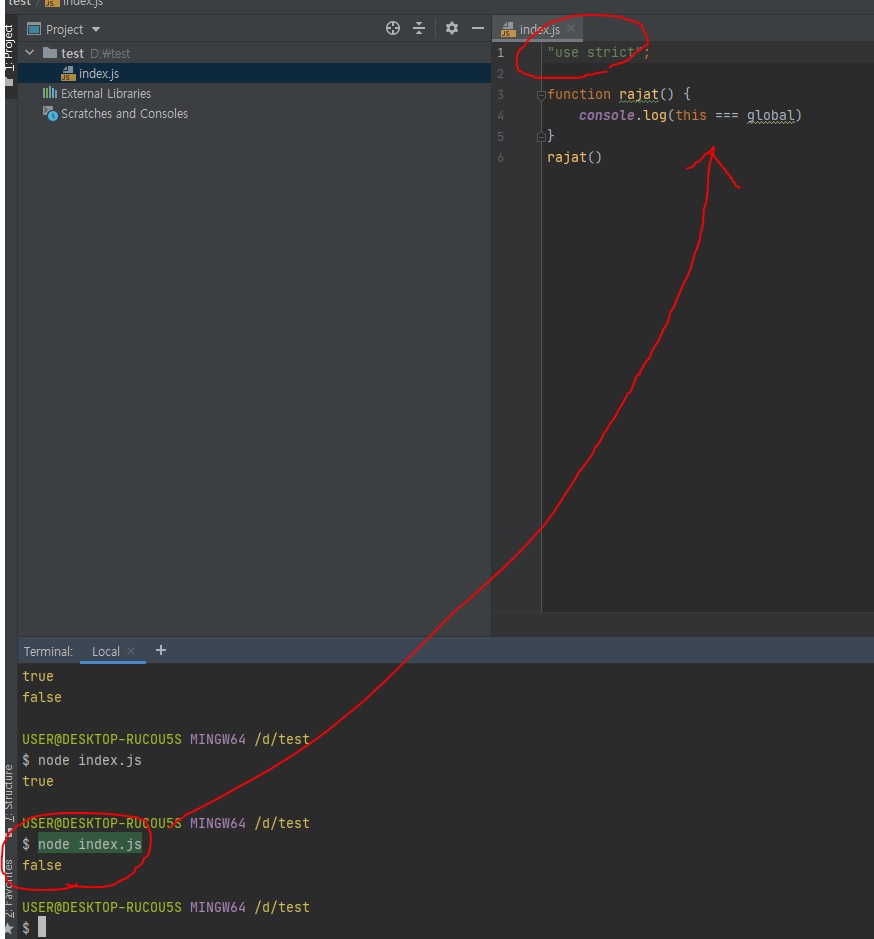 test / index.js
Project
index.js
1: Project
test D:₩test
index.js
External Libraries
Scratches and Consoles
1 "use strict";
2
3 function rajat() {
4 console.log(this === global)
5 }
6 rajat()
Terminal: Local × +
true
false
USER@DESKTOP-RUCOU5S MINGW64 /d/test
$ node index.js
true
USER@DESKTOP-RUCOU5S MINGW64 /d/test
$ node index.js
false
USER@DESKTOP-RUCOU5S MINGW64 /d/test
$
7: Structure
2: Favorites